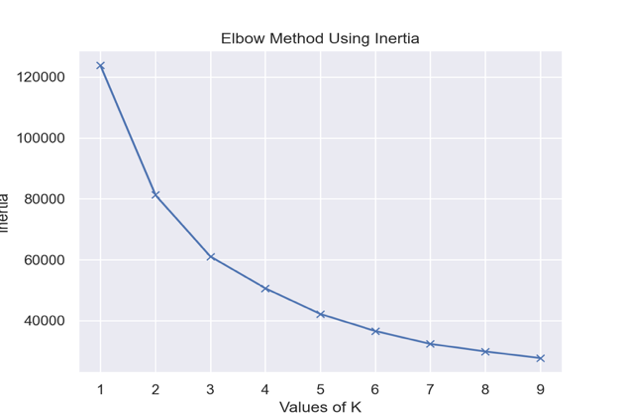 Elbow Method Using Inertia
120000
100000
80000
60000
40000
Inertia
1 2 3 4 5 6 7 8 9
Values of K